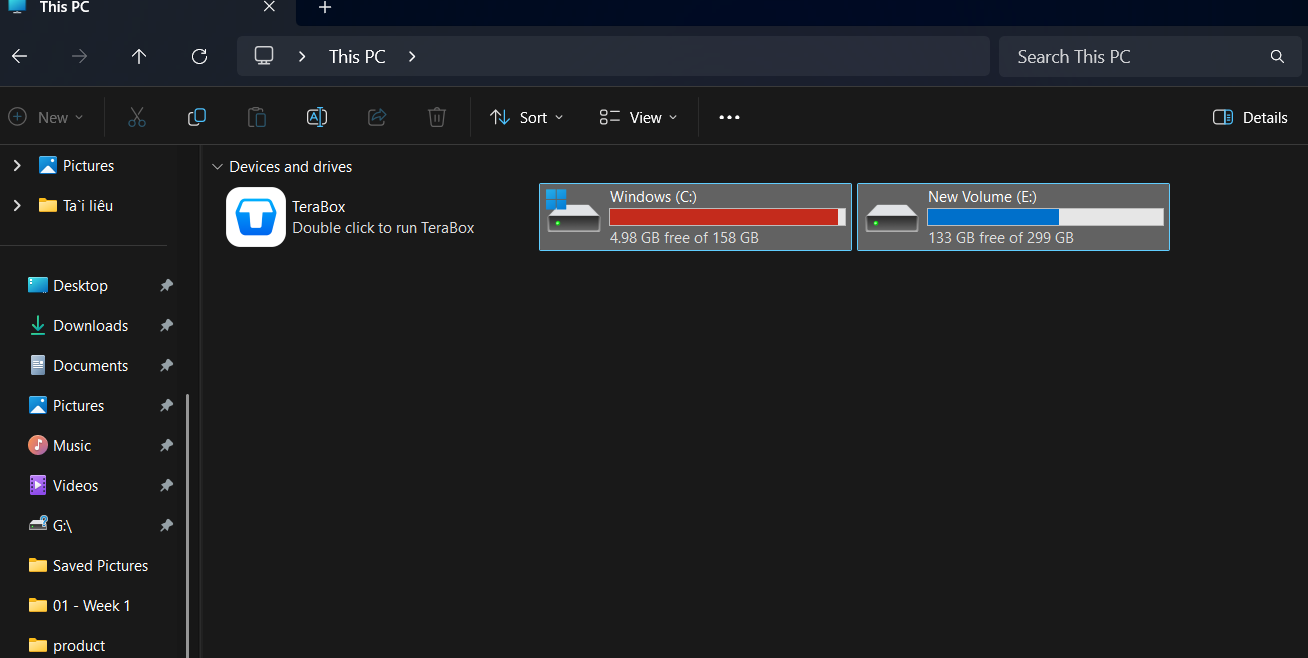 This PC
This PC
Search This PC
New
Sort
View
Details
Pictures
Ta`i liêu
Desktop
Downloads
Documents
Pictures
Music
Videos
G:\
Saved Pictures
01 - Week 1
product
Devices and drives
TeraBox
Double click to run TeraBox
Windows (C:)
4.98 GB free of 158 GB
New Volume (E:)
133 GB free of 299 GB